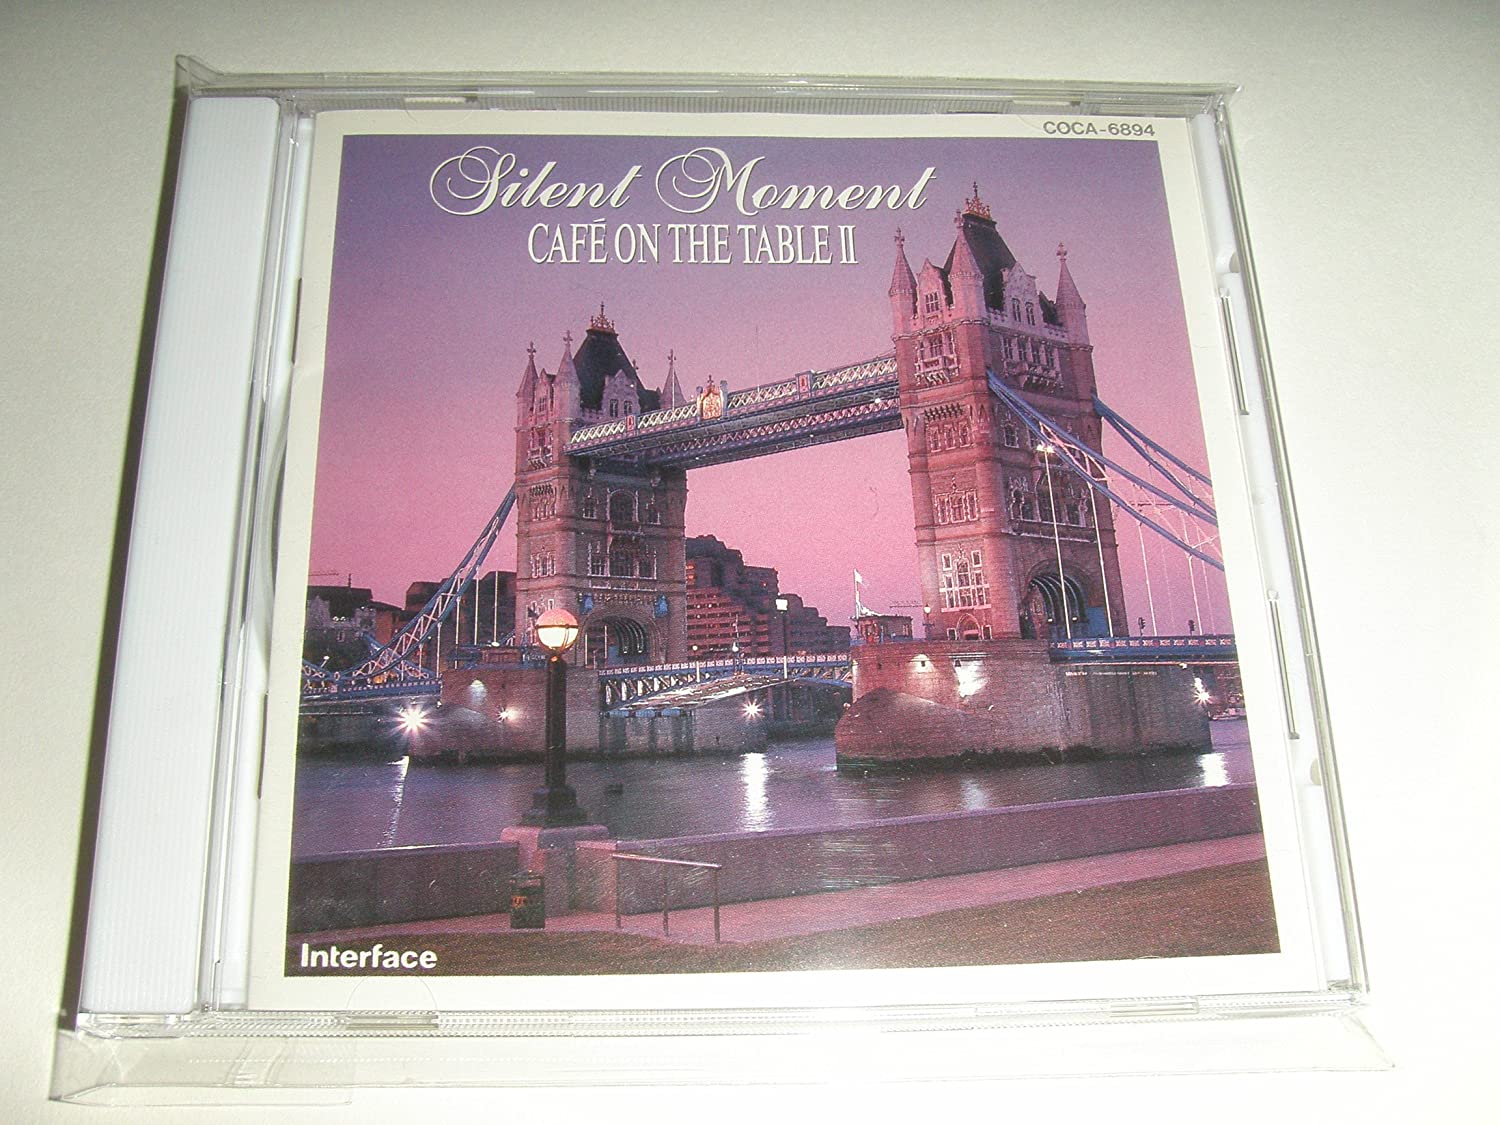 COCA-6894
Silent Moment
CAFÉ ON THE TABLE II
Interface